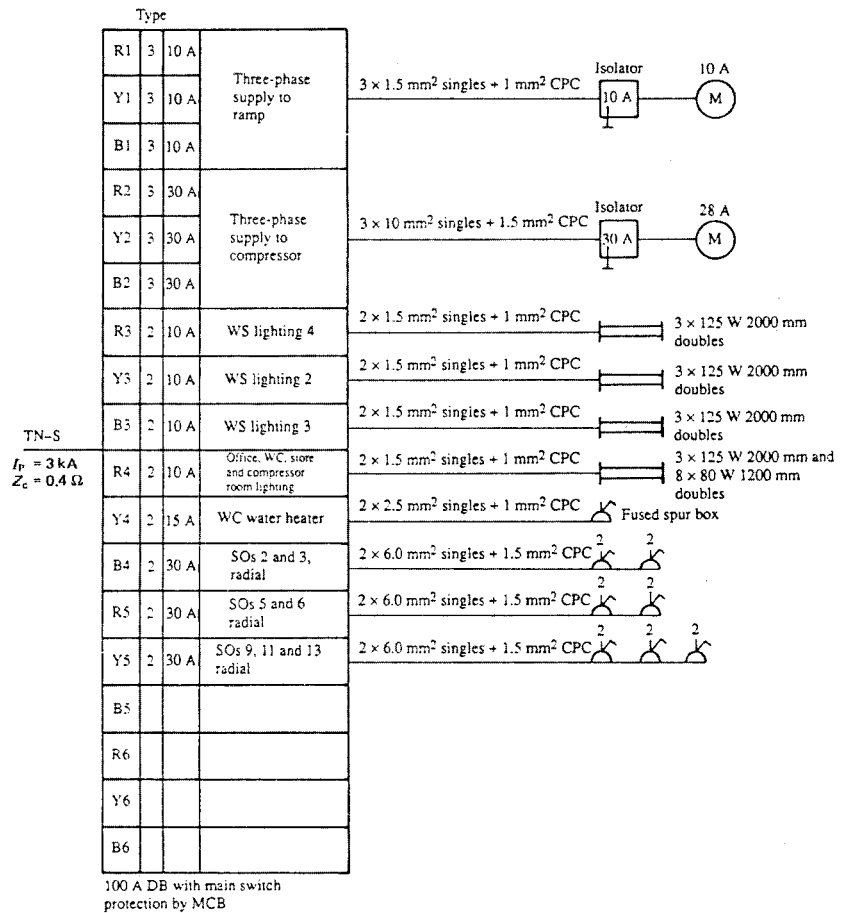 Type
R1 3 10 A
Y1 3 10 A
B1 3 10 A
Three-phase
supply to
ramp
3 × 1.5 mm² singles + 1 mm² CPC
Isolator
10 A
10 A
M
R2 3 30 A
Y2 3 30 A
B2 3 30 A
Three-phase
supply to
compressor
3 × 10 mm² singles + 1.5 mm² CPC
Isolator
30 A
28 A
M
R3 2 10 A WS lighting 4
2 × 1.5 mm² singles + 1 mm² CPC
3 × 125 W 2000 mm
doubles
Y3 2 10 A WS lighting 2
2 × 1.5 mm² singles + 1 mm² CPC
3 × 125 W 2000 mm
doubles
B3 2 10 A WS lighting 3
2 × 1.5 mm² singles + 1 mm² CPC
3 × 125 W 2000 mm
doubles
TN–S
Iₚ = 3 kA
Zₑ = 0.4 Ω
R4 2 10 A
Office, WC, store
and compressor
room lighting
2 × 1.5 mm² singles + 1 mm² CPC
3 × 125 W 2000 mm and
8 × 80 W 1200 mm
doubles
Y4 2 15 A WC water heater
2 × 2.5 mm² singles + 1 mm² CPC
Fused spur box
B4 2 30 A
SOs 2 and 3,
radial
2 × 6.0 mm² singles + 1.5 mm² CPC
2 2
R5 2 30 A
SOs 5 and 6
radial
2 × 6.0 mm² singles + 1.5 mm² CPC
2 2
Y5 2 30 A
SOs 9, 11 and 13
radial
2 × 6.0 mm² singles + 1.5 mm² CPC
2 2 2
B5
R6
Y6
B6
100 A DB with main switch
protection by MCB